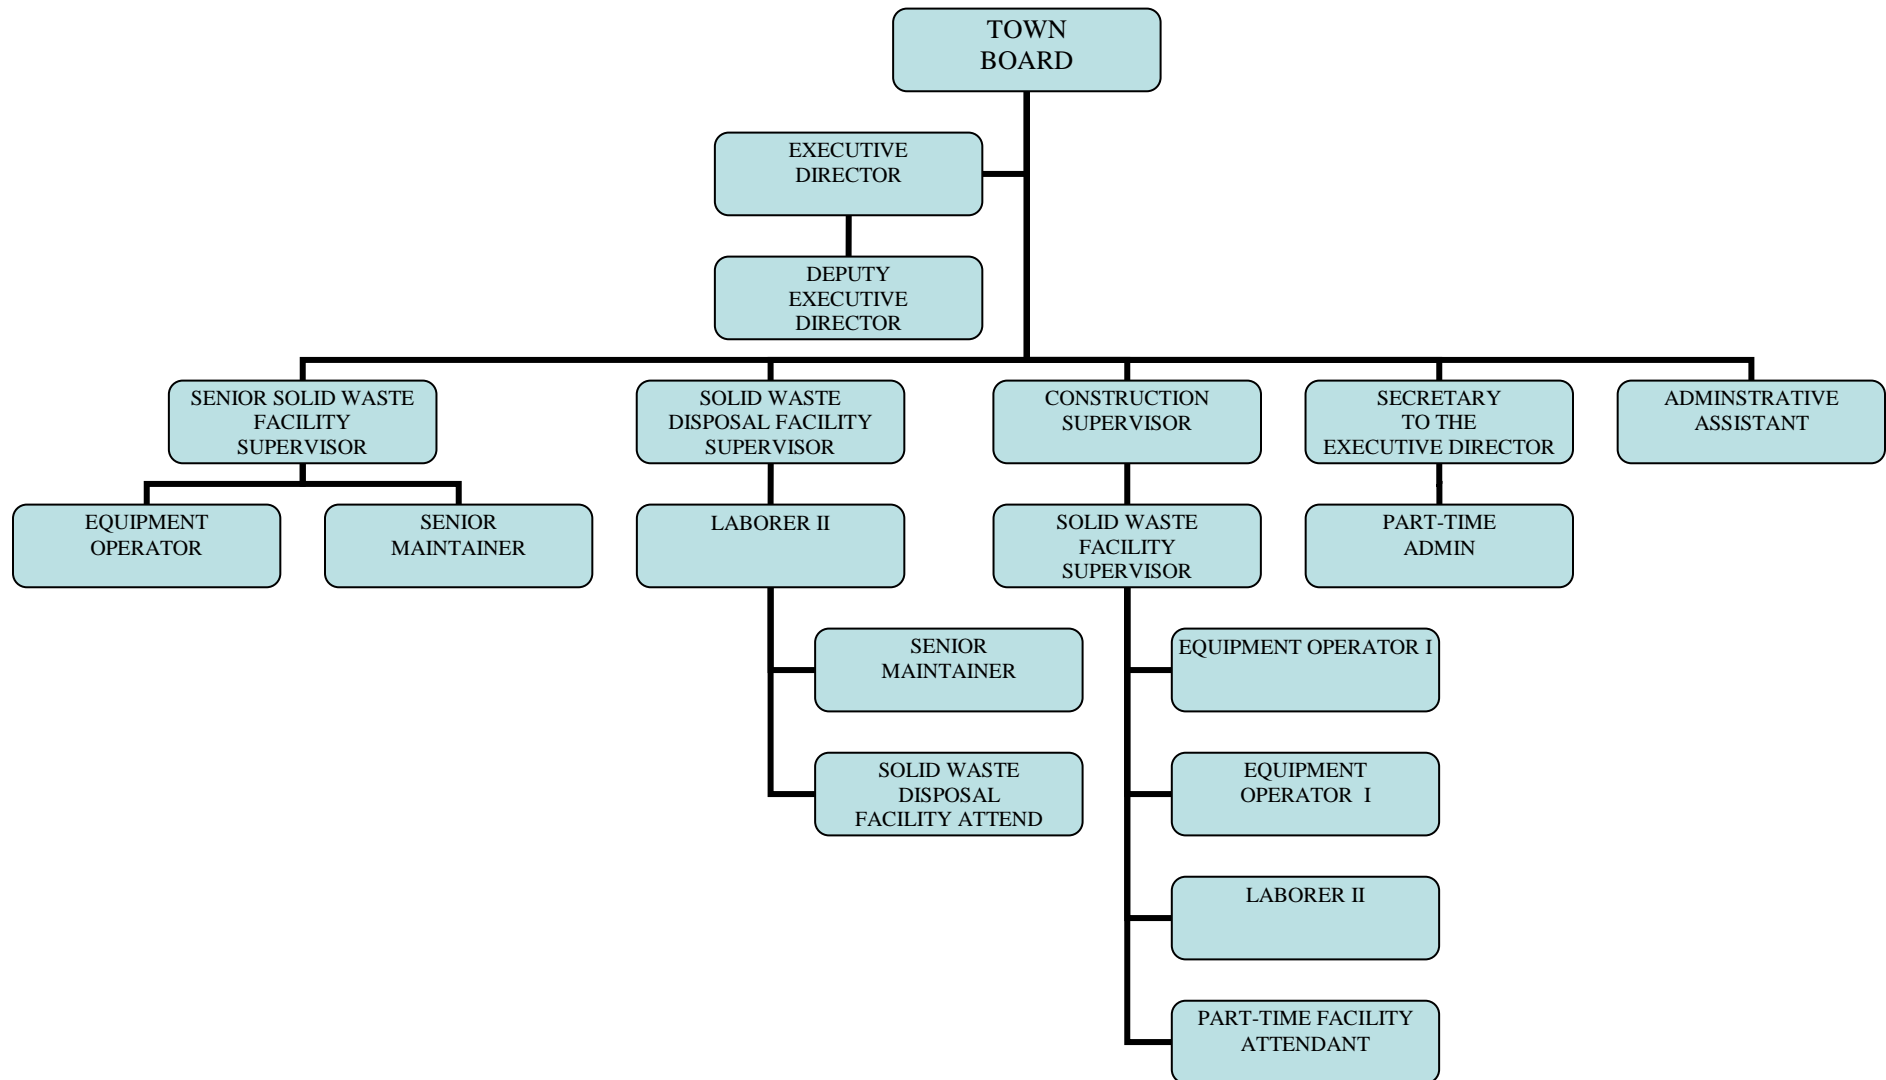 TOWN
BOARD
EXECUTIVE
DIRECTOR
DEPUTY
EXECUTIVE
DIRECTOR
SENIOR SOLID WASTE
FACILITY
SUPERVISOR
SOLID WASTE
DISPOSAL FACILITY
SUPERVISOR
CONSTRUCTION
SUPERVISOR
SECRETARY
TO THE
EXECUTIVE DIRECTOR
ADMINSTRATIVE
ASSISTANT
EQUIPMENT
OPERATOR
SENIOR
MAINTAINER
LABORER II
SOLID WASTE
FACILITY
SUPERVISOR
PART-TIME
ADMIN
SENIOR
MAINTAINER
EQUIPMENT OPERATOR I
SOLID WASTE
DISPOSAL
FACILITY ATTEND
EQUIPMENT
OPERATOR I
LABORER II
PART-TIME FACILITY
ATTENDANT